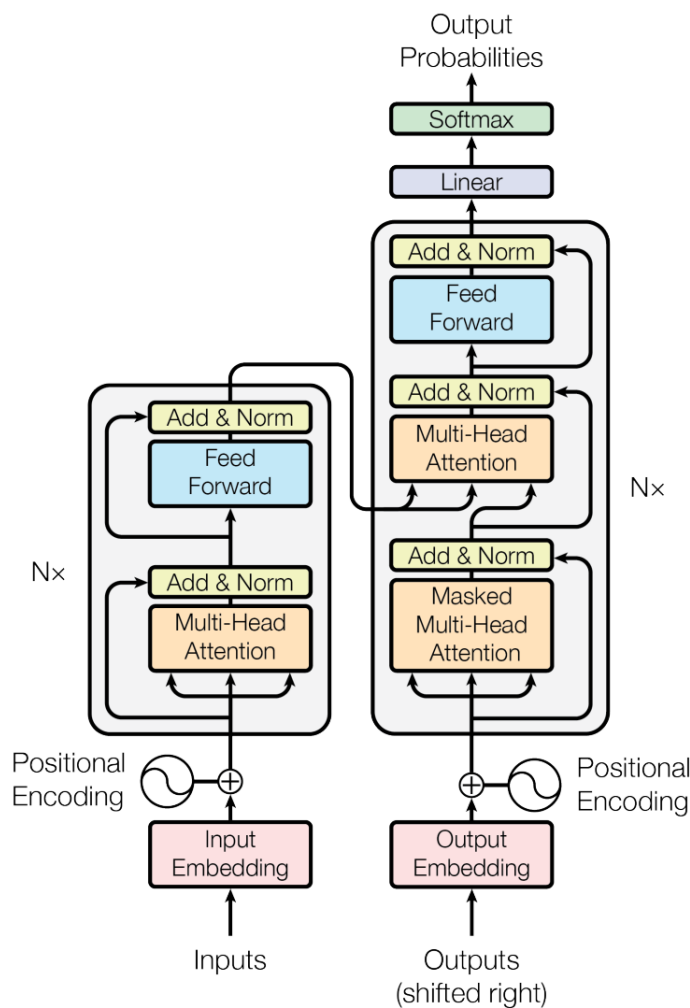 Output
Probabilities
Softmax
Linear
Add & Norm
Feed
Forward
Add & Norm
Multi-Head
Attention
Add & Norm
Masked
Multi-Head
Attention
Nx
Add & Norm
Feed
Forward
Add & Norm
Multi-Head
Attention
Nx
Positional
Encoding
Positional
Encoding
Input
Embedding
Output
Embedding
Inputs
Outputs
(shifted right)